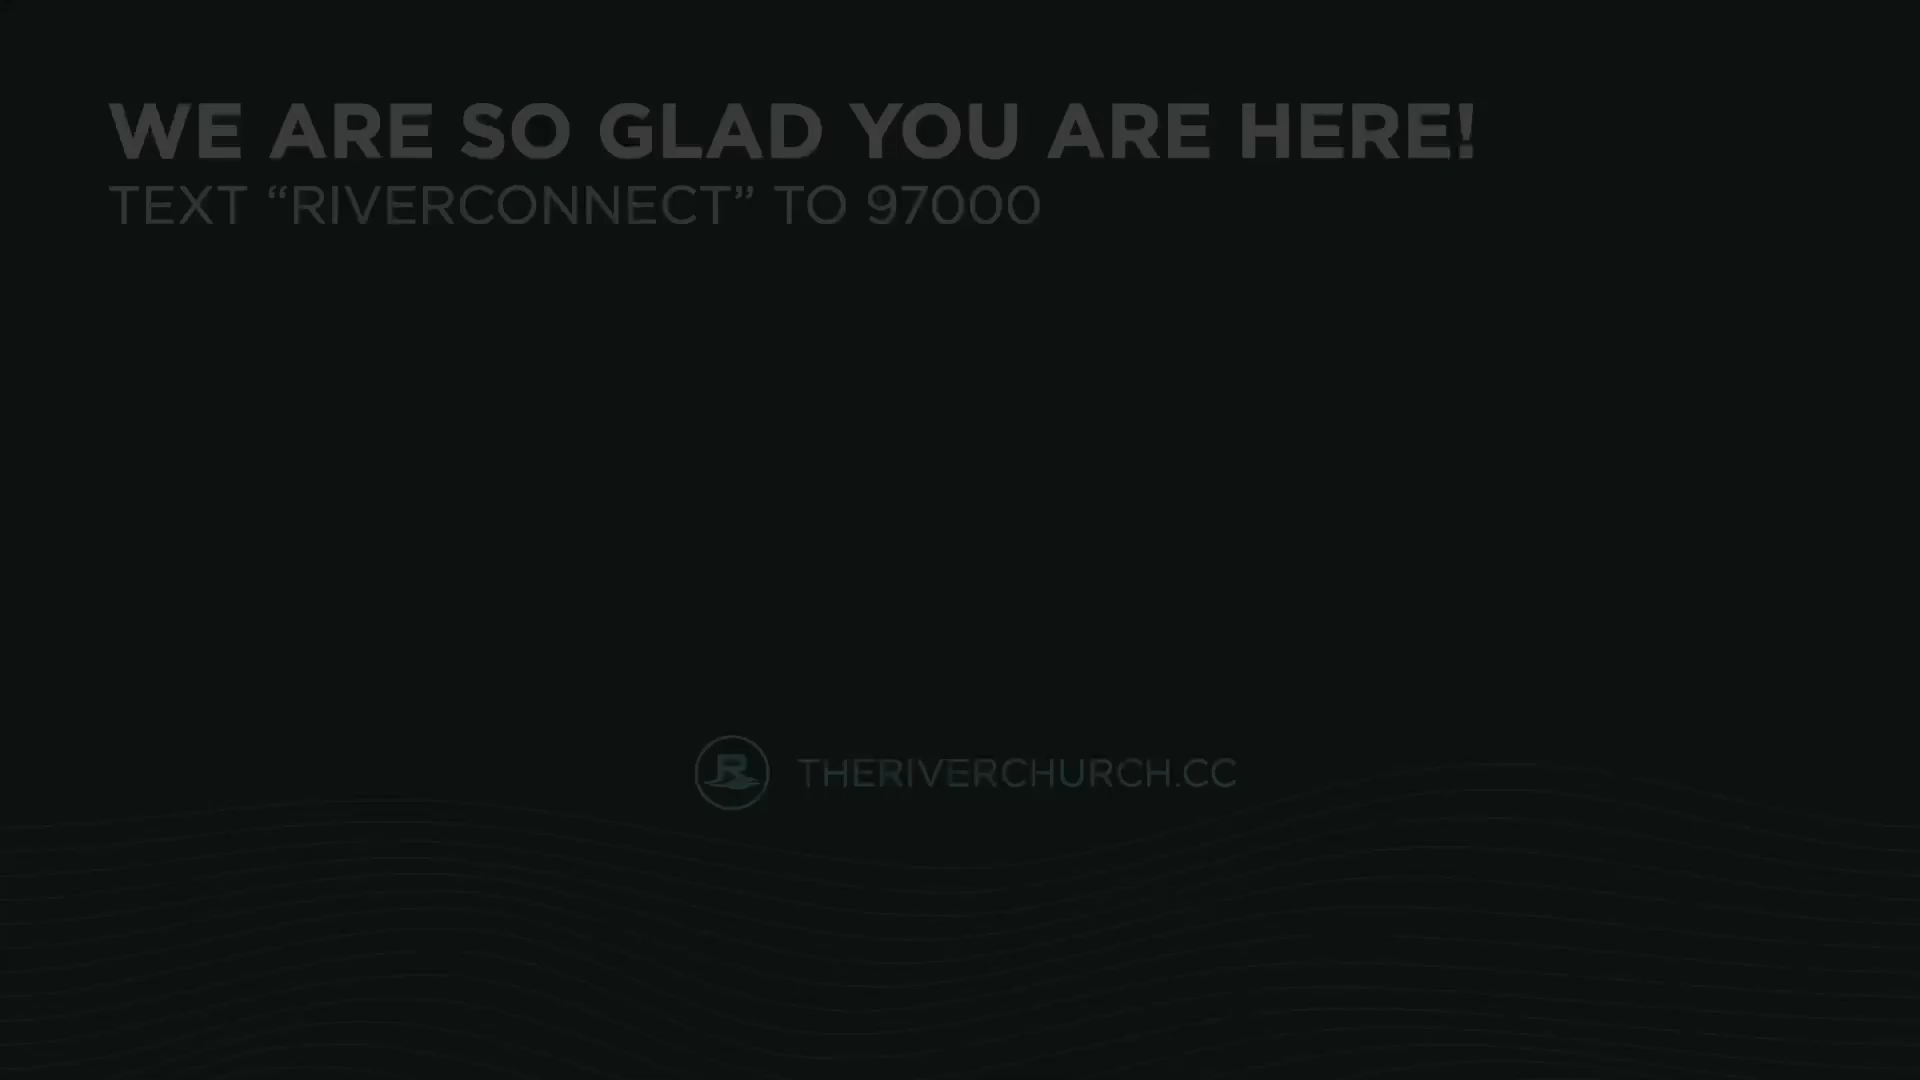 WE ARE SO GLAD YOU ARE HERE!
TEXT “RIVERCONNECT” TO 97000
R THERIVERCHURCH.CC